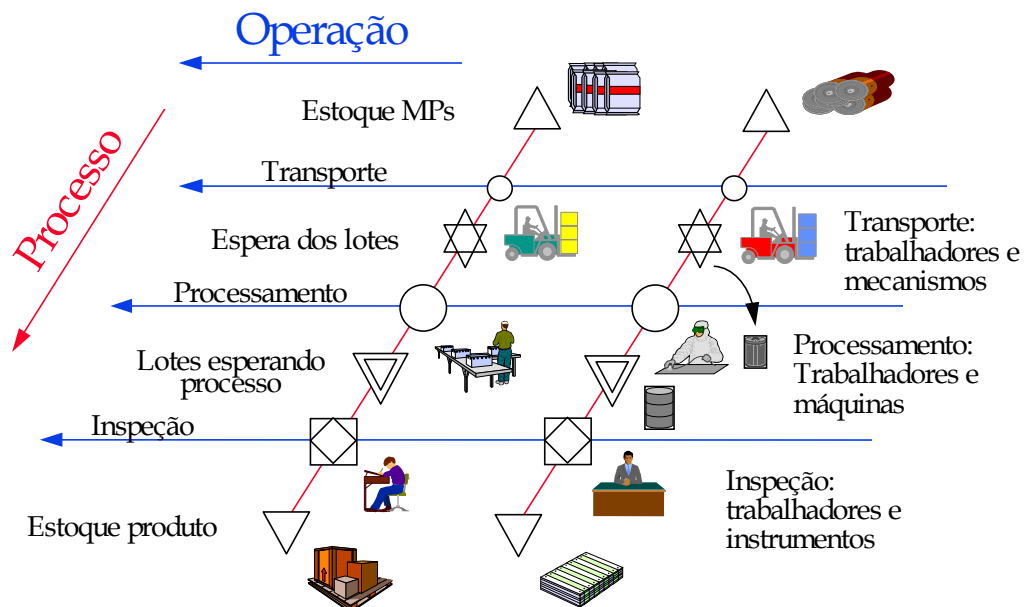 Operação
Processo
Estoque MPs
Transporte
Espera dos lotes
Transporte:
trabalhadores e
mecanismos
Processamento
Lotes esperando
processo
Processamento:
Trabalhadores e
máquinas
Inspeção
Inspeção:
trabalhadores e
instrumentos
Estoque produto